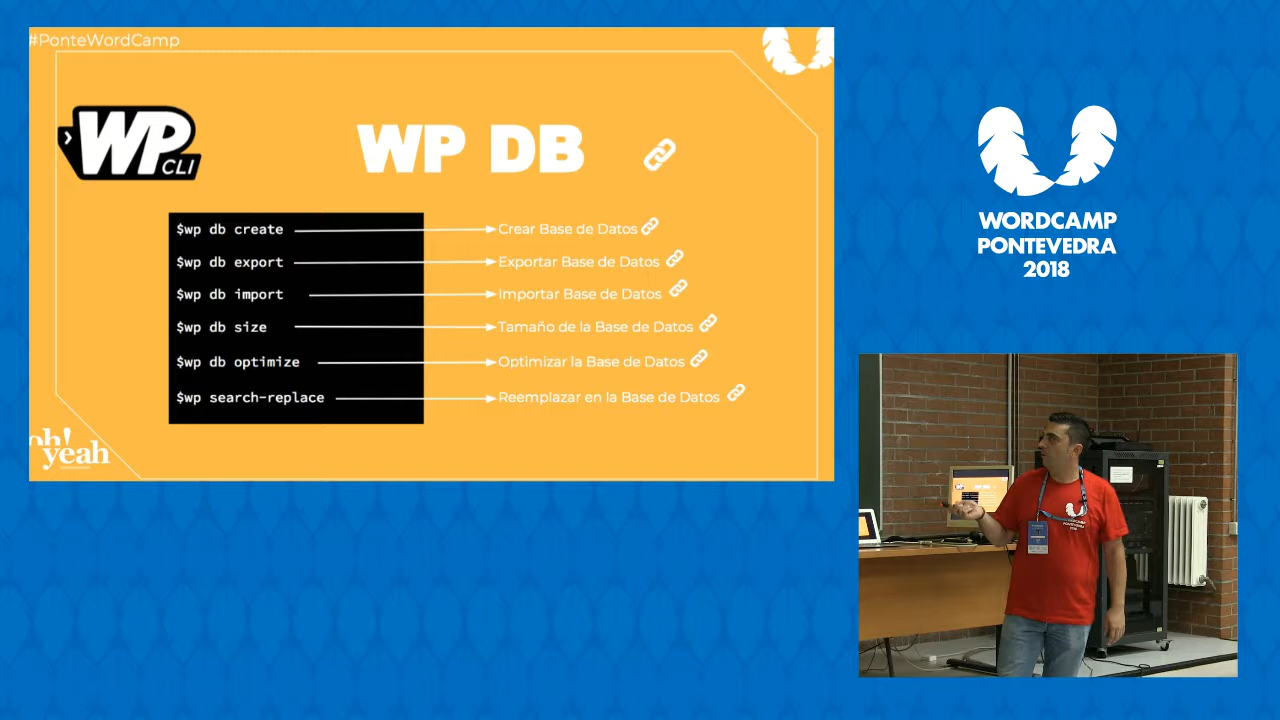 #PonteWordCamp
WP
CLI
WP DB
$wp db create
Crear Base de Datos
$wp db export
Exportar Base de Datos
$wp db import
Importar Base de Datos
$wp db size
Tamaño de la Base de Datos
$wp db optimize
Optimizar la Base de Datos
$wp search-replace
Reemplazar en la Base de Datos
oh!
yeah
WORDCAMP
PONTEVEDRA
2018
WORDCAMP
PONTEVEDRA
2018